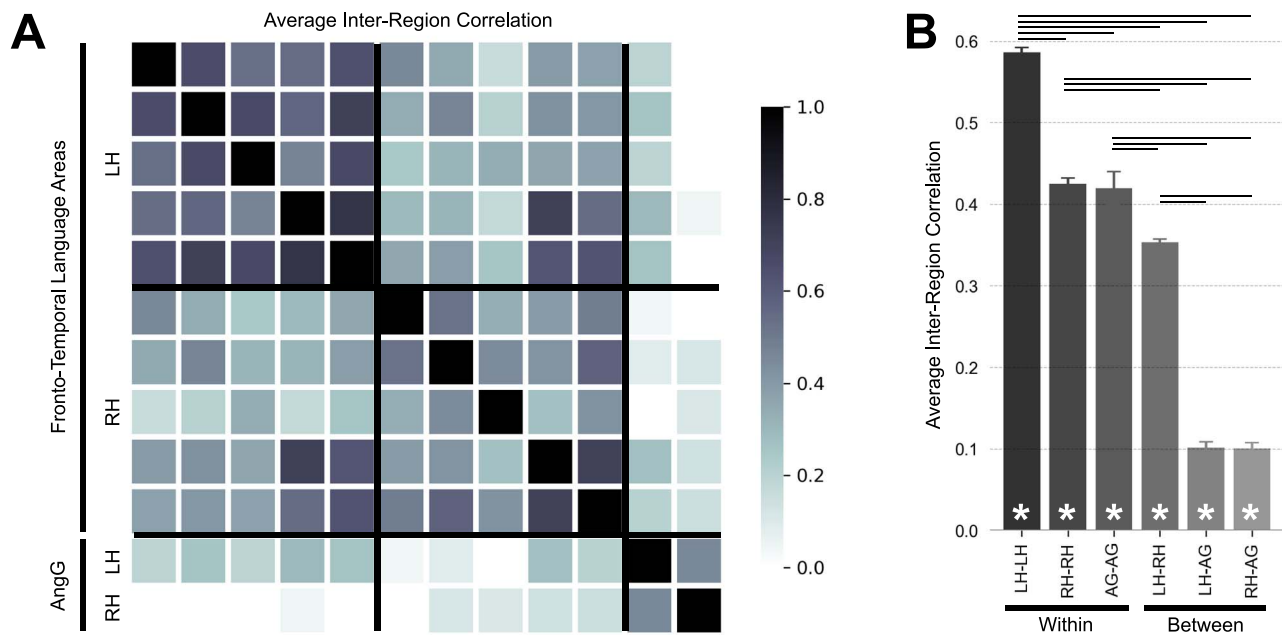 A
Average Inter-Region Correlation
Fronto-Temporal Language Areas
LH
RH
AngG
LH
RH
1.0
0.8
0.6
0.4
0.2
0.0
B
Average Inter-Region Correlation
0.6
0.5
0.4
0.3
0.2
0.1
0.0
* * * * * *
LH-LH
RH-RH
AG-AG
LH-RH
LH-AG
RH-AG
Within
Between